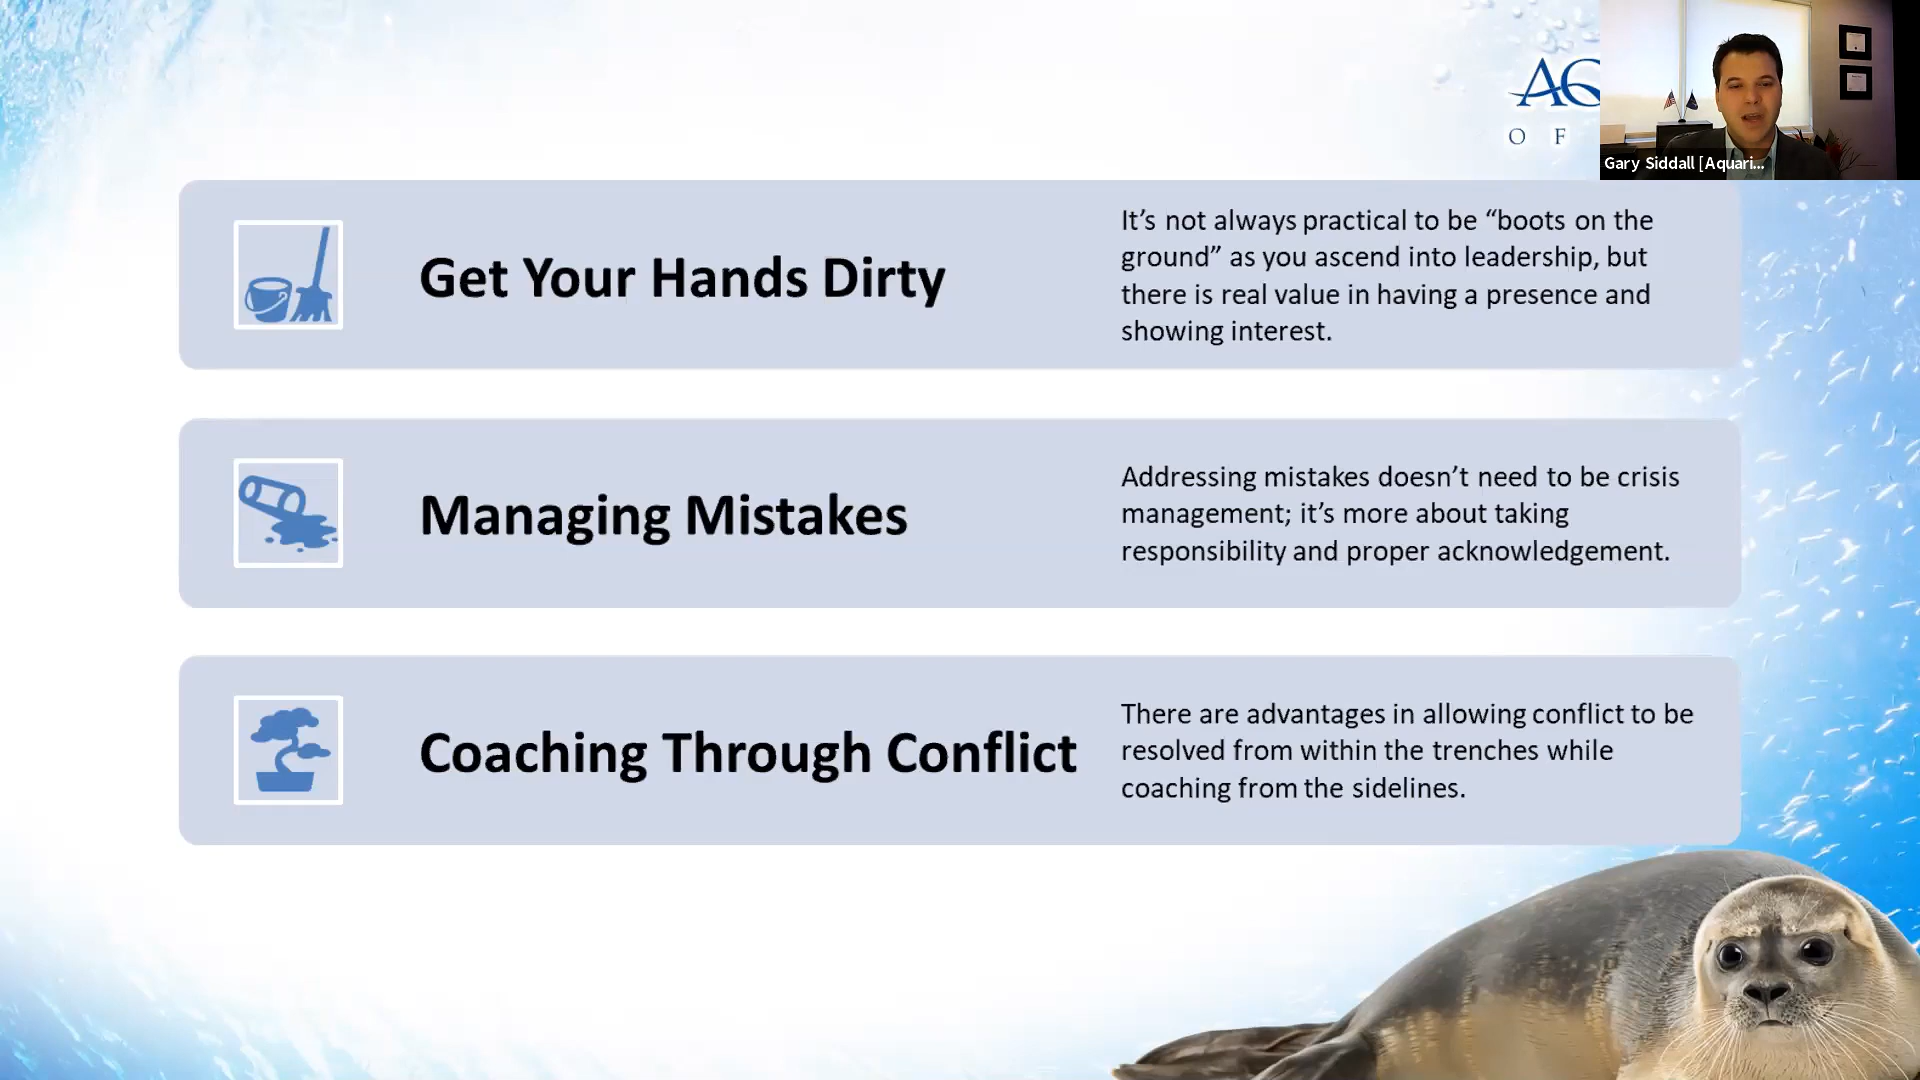 AQ
O F
Gary Siddall [Aquari...
Get Your Hands Dirty
It’s not always practical to be “boots on the
ground” as you ascend into leadership, but
there is real value in having a presence and
showing interest.
Managing Mistakes
Addressing mistakes doesn’t need to be crisis
management; it’s more about taking
responsibility and proper acknowledgement.
Coaching Through Conflict
There are advantages in allowing conflict to be
resolved from within the trenches while
coaching from the sidelines.